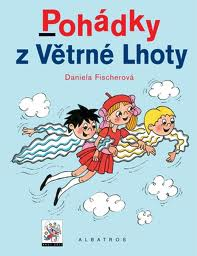 Pohádky
z Větrné Lhoty
Daniela Fischerová
ALBATROS